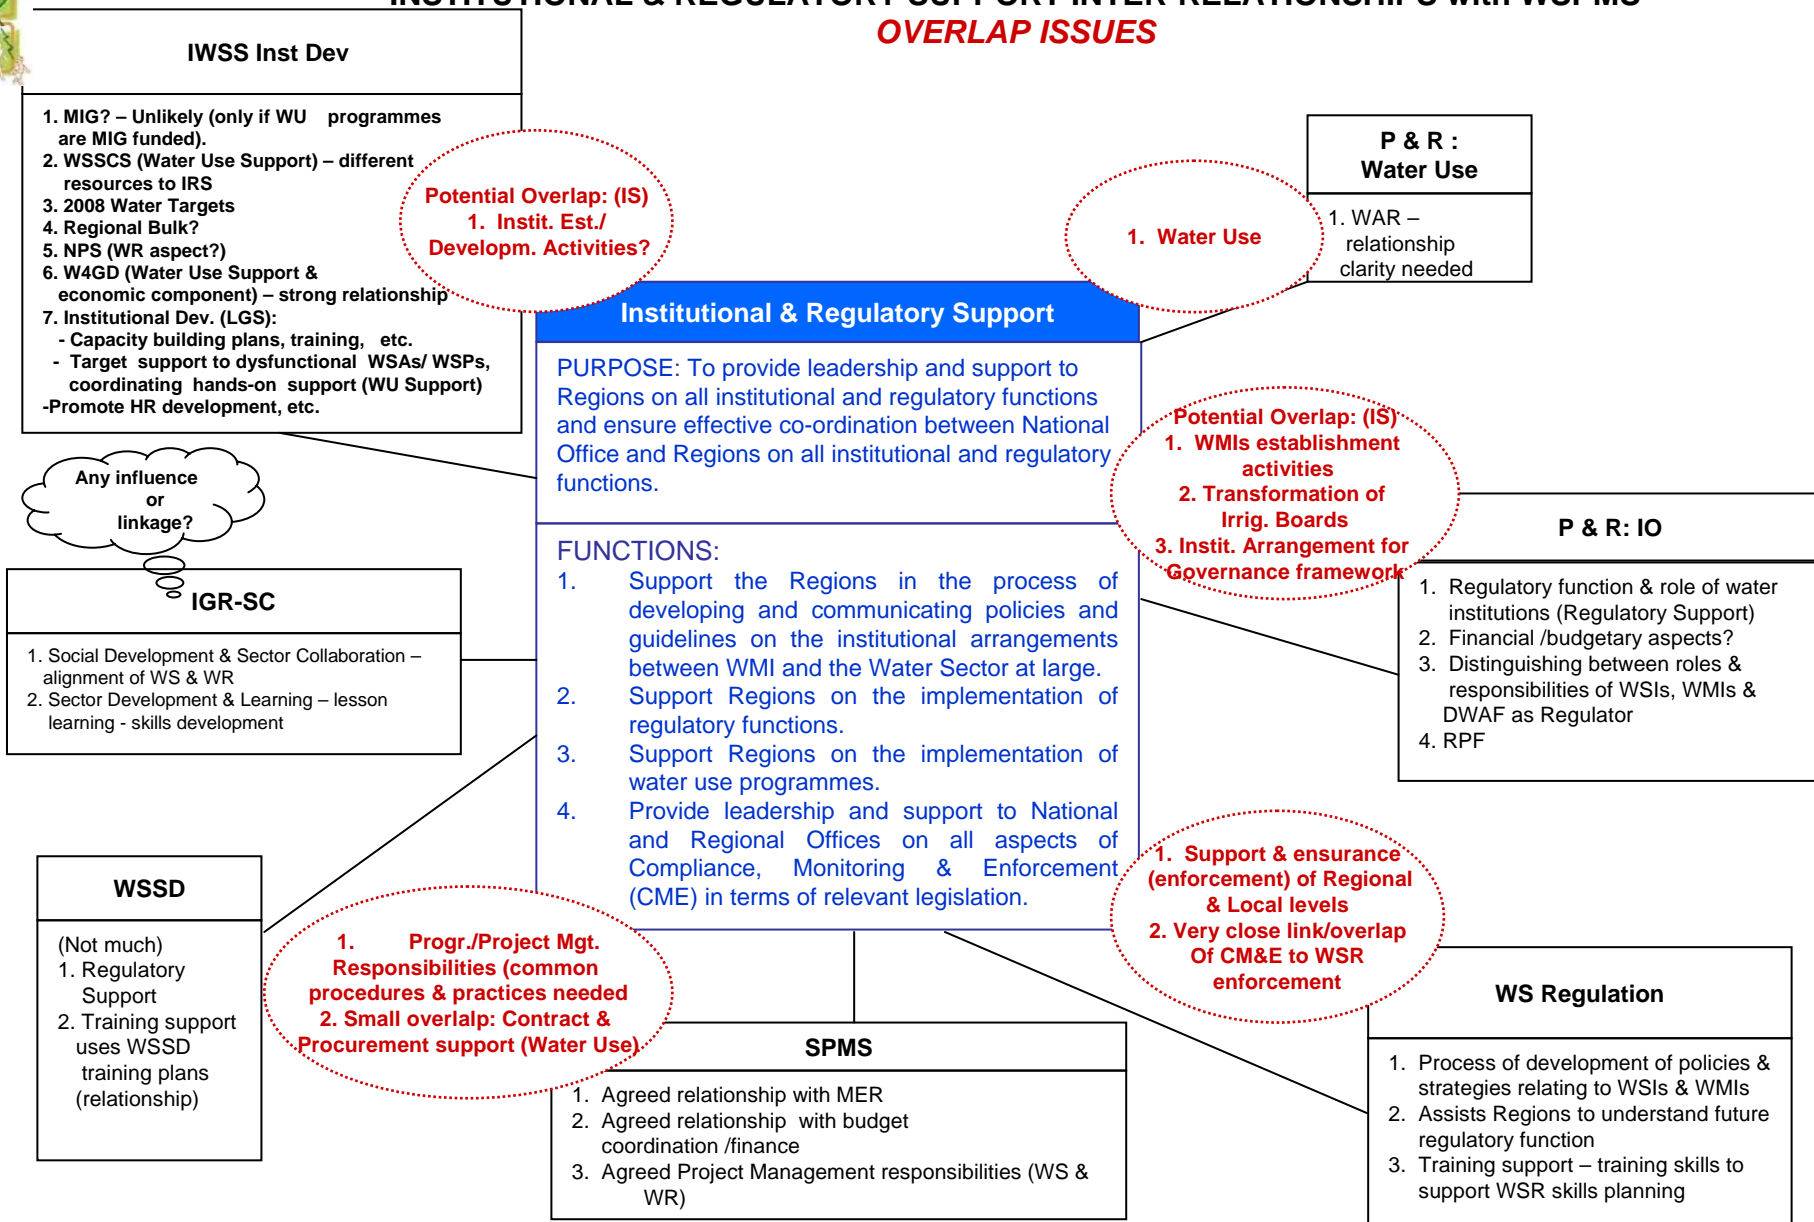 INSTITUTIONAL & REGULATORY SUPPORT INTER-RELATIONSHIPS with WSPMS
OVERLAP ISSUES
IWSS Inst Dev
1. MIG? – Unlikely (only if WU programmes
are MIG funded).
2. WSSCS (Water Use Support) – different
resources to IRS
3. 2008 Water Targets
4. Regional Bulk?
5. NPS (WR aspect?)
6. W4GD (Water Use Support &
economic component) – strong relationship
7. Institutional Dev. (LGS):
- Capacity building plans, training, etc.
- Target support to dysfunctional WSAs/ WSPs,
coordinating hands-on support (WU Support)
-Promote HR development, etc.
Potential Overlap: (IS)
1. Instit. Est./
Developm. Activities?
1. Water Use
P & R :
Water Use
1. WAR –
relationship
clarity needed
Institutional & Regulatory Support
PURPOSE: To provide leadership and support to
Regions on all institutional and regulatory functions
and ensure effective co-ordination between National
Office and Regions on all institutional and regulatory
functions.
FUNCTIONS:
1. Support the Regions in the process of
developing and communicating policies and
guidelines on the institutional arrangements
between WMI and the Water Sector at large.
2. Support Regions on the implementation of
regulatory functions.
3. Support Regions on the implementation of
water use programmes.
4. Provide leadership and support to National
and Regional Offices on all aspects of
Compliance, Monitoring & Enforcement
(CME) in terms of relevant legislation.
Potential Overlap: (IS)
1. WMIs establishment
activities
2. Transformation of
Irrig. Boards
3. Instit. Arrangement for
Governance framework
P & R: IO
1. Regulatory function & role of water
institutions (Regulatory Support)
2. Financial /budgetary aspects?
3. Distinguishing between roles &
responsibilities of WSIs, WMIs &
DWAF as Regulator
4. RPF
Any influence
or
linkage?
IGR-SC
1. Social Development & Sector Collaboration –
alignment of WS & WR
2. Sector Development & Learning – lesson
learning - skills development
WSSD
(Not much)
1. Regulatory
Support
2. Training support
uses WSSD
training plans
(relationship)
1. Progr./Project Mgt.
Responsibilities (common
procedures & practices needed
2. Small overlalp: Contract &
Procurement support (Water Use)
SPMS
1. Agreed relationship with MER
2. Agreed relationship with budget
coordination /finance
3. Agreed Project Management responsibilities (WS &
WR)
1. Support & ensurance
(enforcement) of Regional
& Local levels
2. Very close link/overlap
Of CM&E to WSR
enforcement
WS Regulation
1. Process of development of policies &
strategies relating to WSIs & WMIs
2. Assists Regions to understand future
regulatory function
3. Training support – training skills to
support WSR skills planning